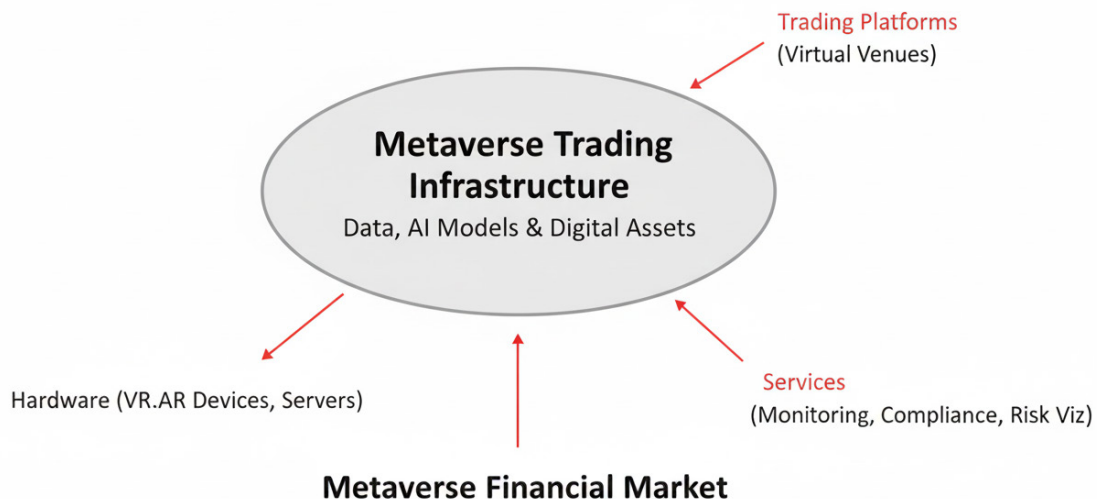 Trading Platforms
(Virtual Venues)
Metaverse Trading
Infrastructure
Data, AI Models & Digital Assets
Hardware (VR.AR Devices, Servers)
Services
(Monitoring, Compliance, Risk Viz)
Metaverse Financial Market